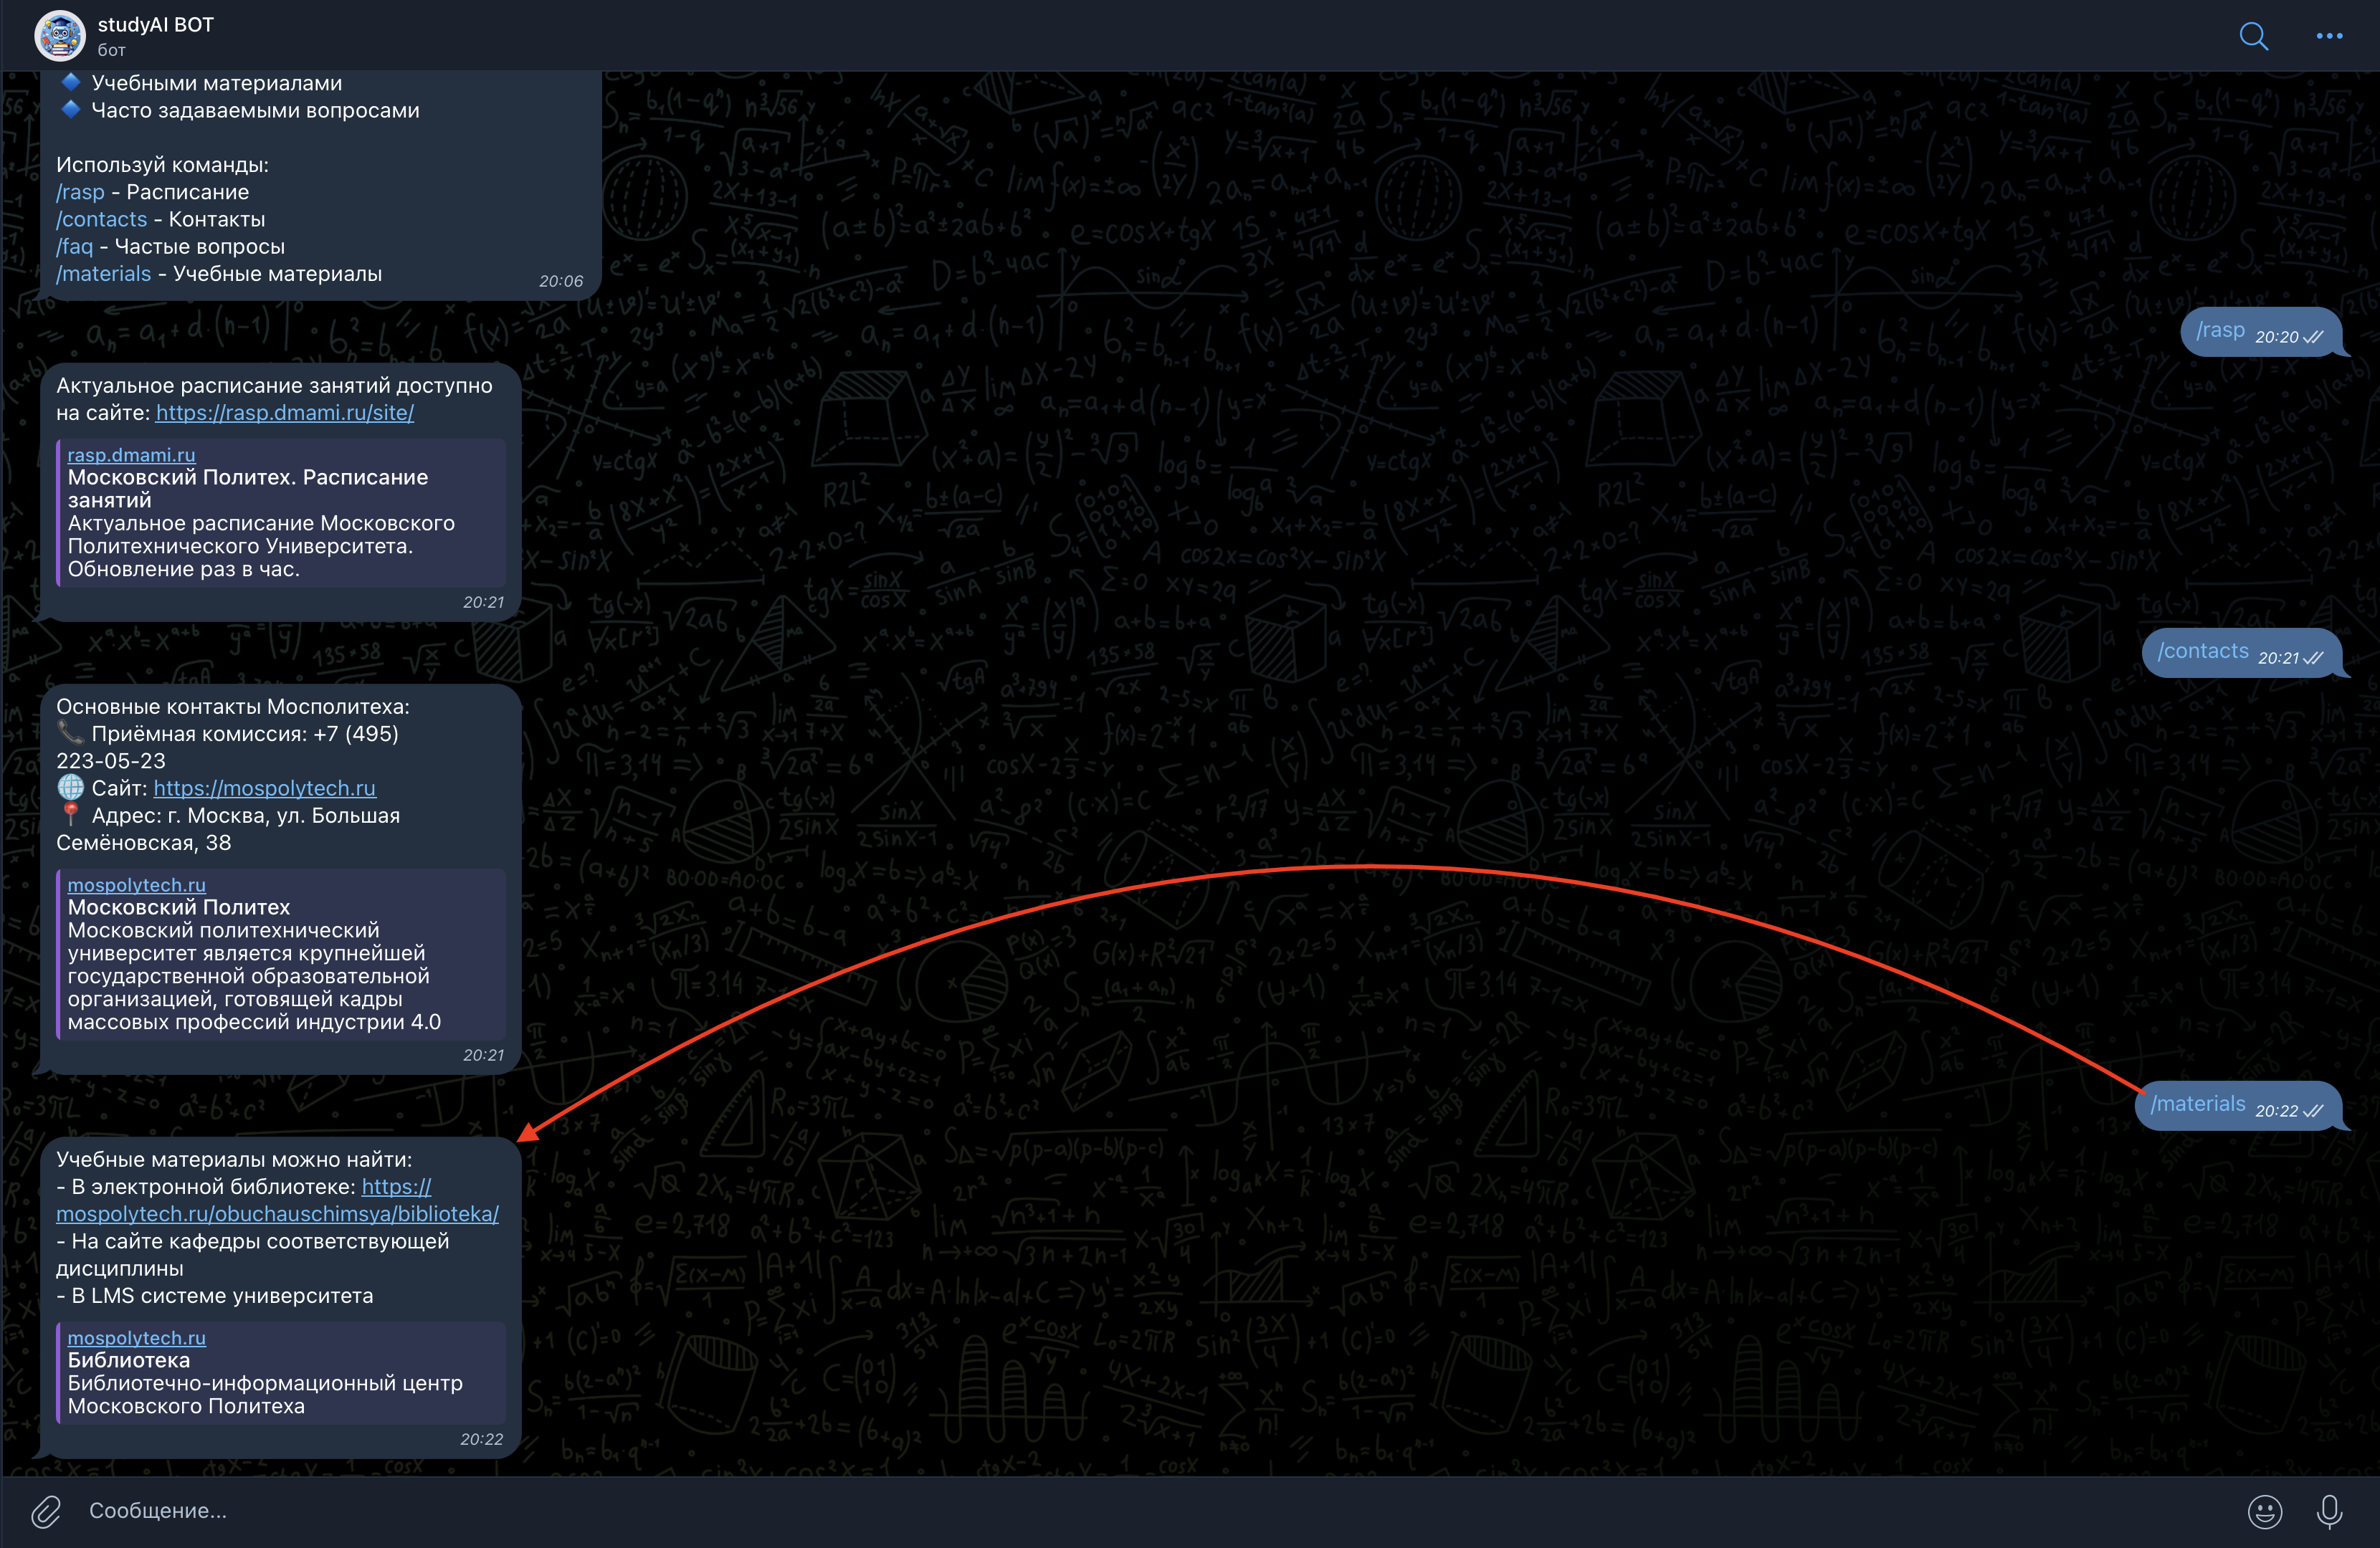 studyAI BOT
бот
Учебными материалами
Часто задаваемыми вопросами
Используй команды:
/rasp - Расписание
/contacts - Контакты
/faq - Частые вопросы
/materials - Учебные материалы
20:06
/rasp 20:20
Актуальное расписание занятий доступно
на сайте: https://rasp.dmami.ru/site/
rasp.dmami.ru
Московский Политех. Расписание
занятий
Актуальное расписание Московского
Политехнического Университета.
Обновление раз в час.
20:21
/contacts 20:21
Основные контакты Мосполитеха:
Приёмная комиссия: +7 (495)
223-05-23
Сайт: https://mospolytech.ru
Адрес: г. Москва, ул. Большая
Семёновская, 38
mospolytech.ru
Московский Политех
Московский политехнический
университет является крупнейшей
государственной образовательной
организацией, готовящей кадры
массовых профессий индустрии 4.0
20:21
/materials 20:22
Учебные материалы можно найти:
- В электронной библиотеке: https://
mospolytech.ru/obuchauschimsya/biblioteka/
- На сайте кафедры соответствующей
дисциплины
- В LMS системе университета
mospolytech.ru
Библиотека
Библиотечно-информационный центр
Московского Политеха
20:22
Сообщение...